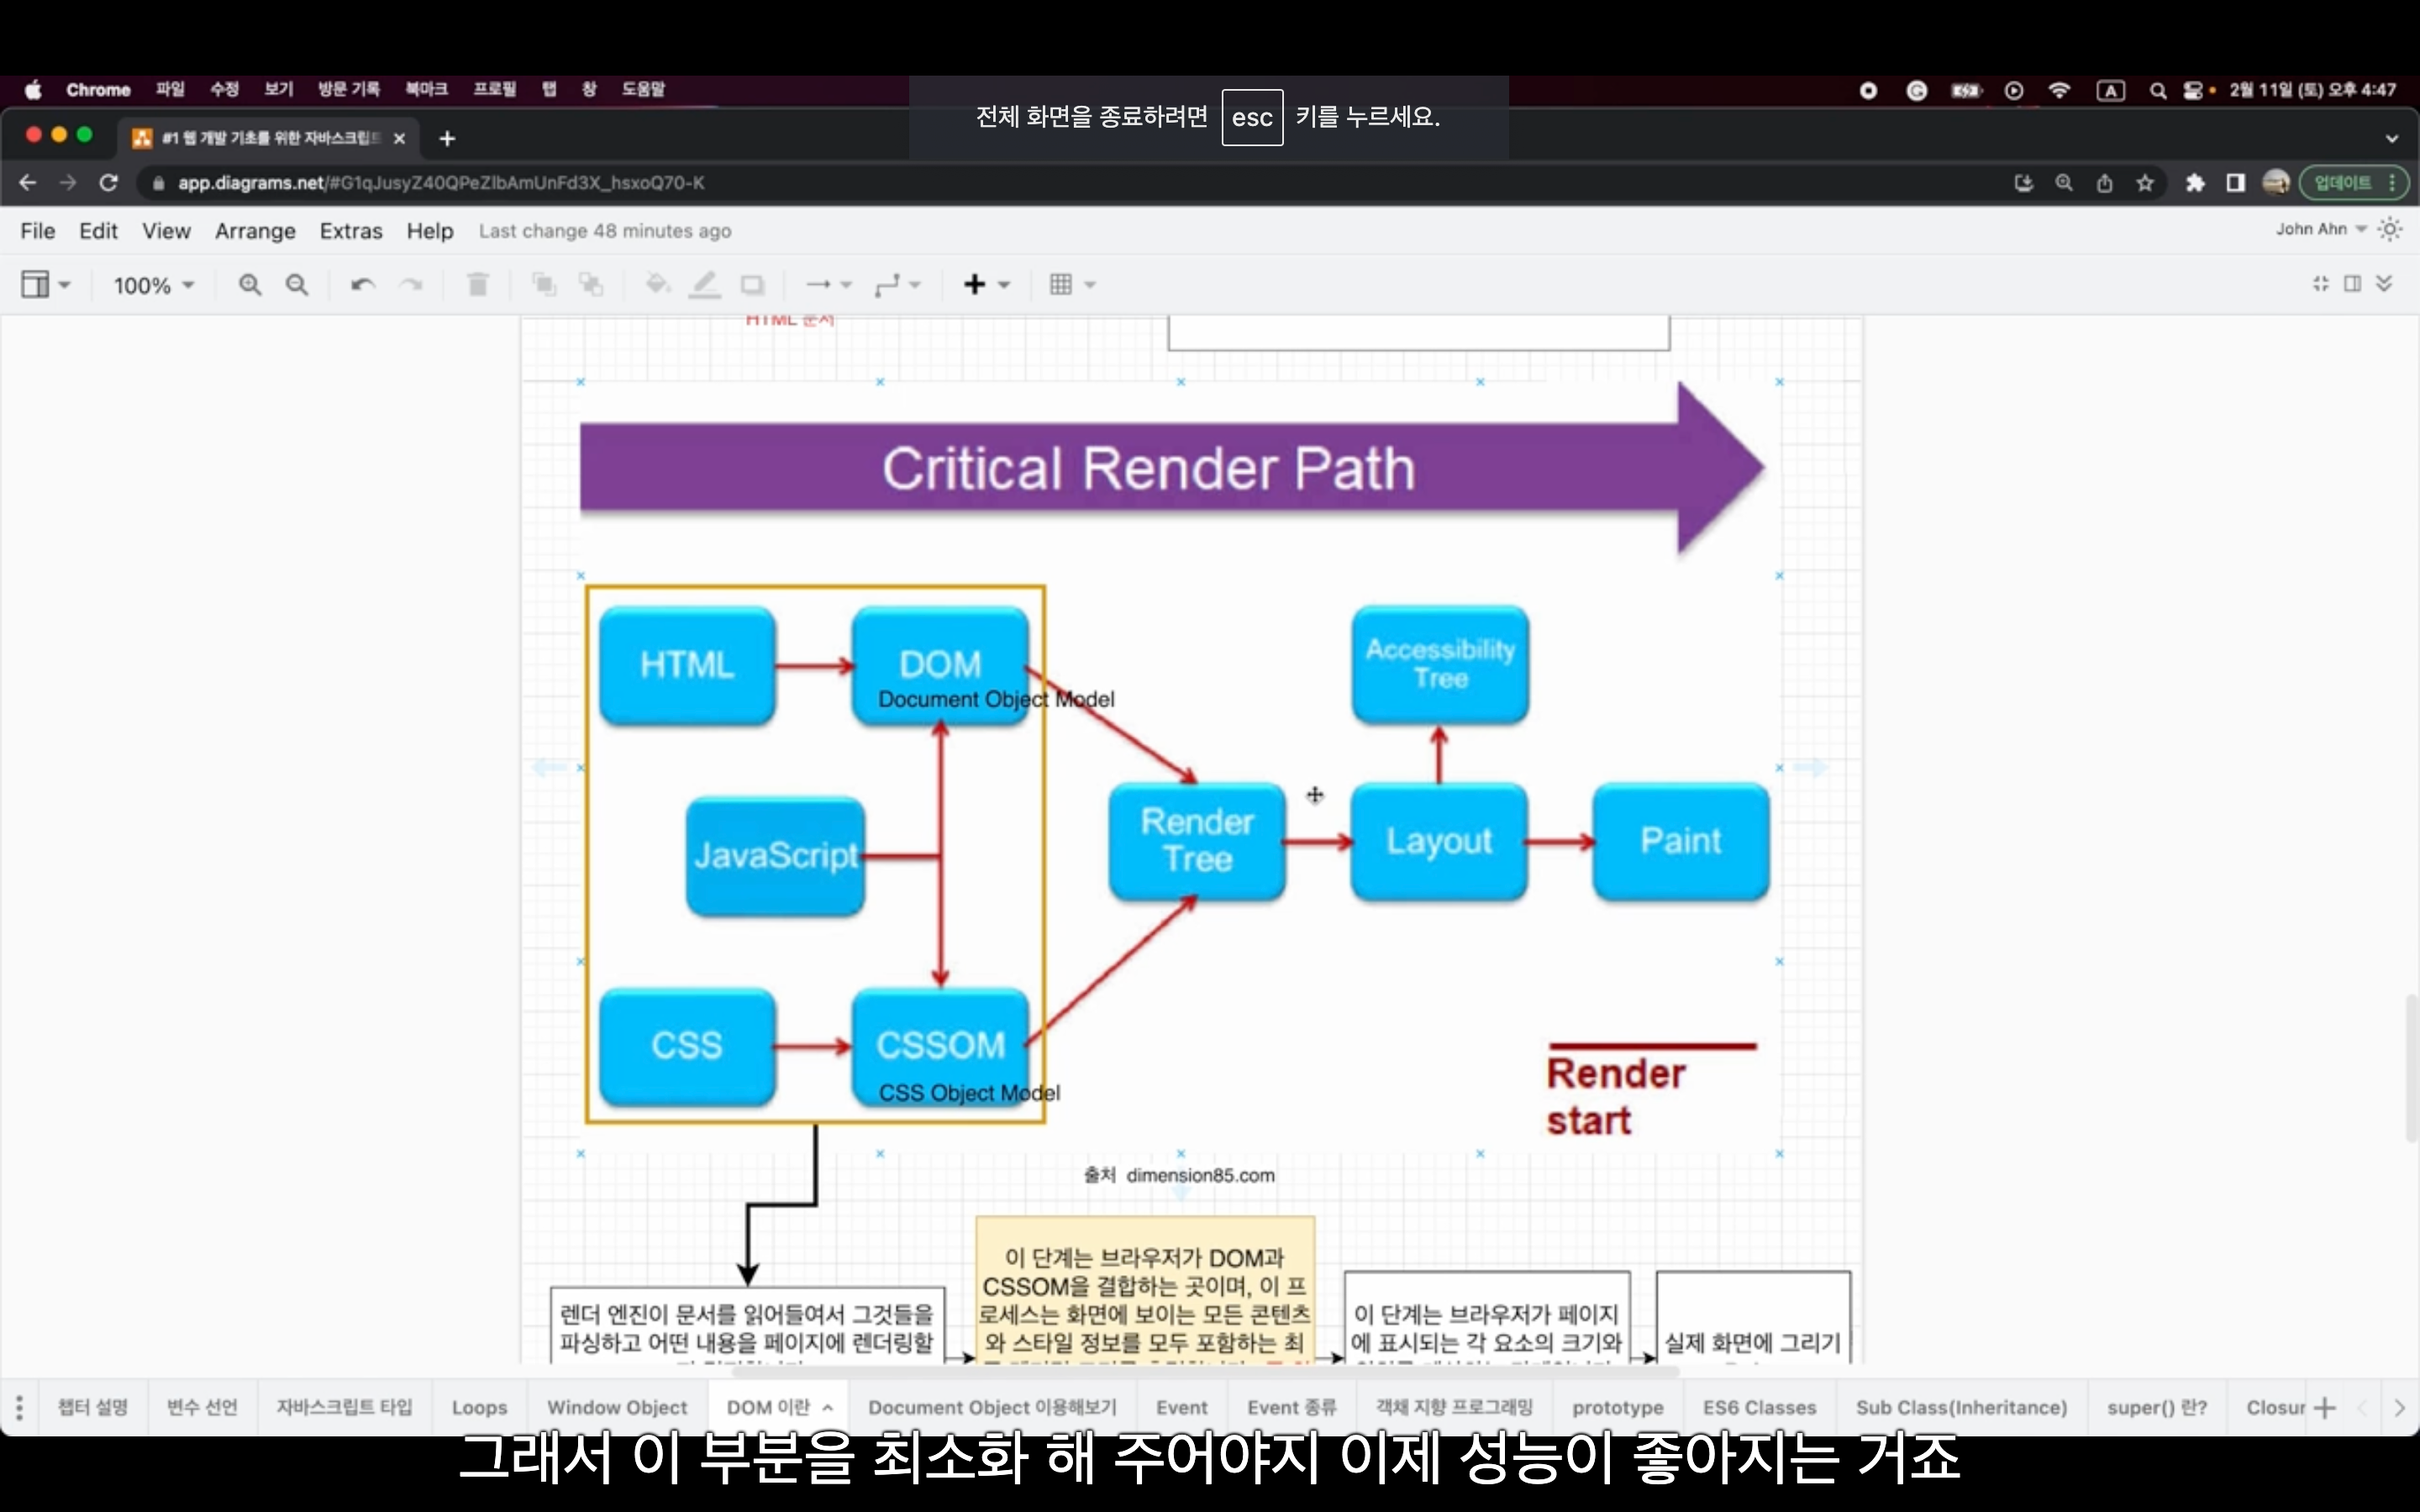 Chrome 파일 수정 보기 방문 기록 북마크 프로필 탭 창 도움말
2월 11일 (토) 오후 4:47
전체 화면을 종료하려면 esc 키를 누르세요.
#1 웹 개발 기초를 위한 자바스크립트
app.diagrams.net/#G1qJusyZ40QPeZlbAmUnFd3X_hsxoQ70-K
업데이트
File Edit View Arrange Extras Help Last change 48 minutes ago
John Ahn
100%
HTML 문서
Critical Render Path
HTML
DOM
Document Object Model
Accessibility
Tree
JavaScript
Render
Tree
Layout
Paint
CSS
CSSOM
CSS Object Model
Render
start
출처 dimension85.com
렌더 엔진이 문서를 읽어들여서 그것들을
파싱하고 어떤 내용을 페이지에 렌더링할
이 단계는 브라우저가 DOM과
CSSOM을 결합하는 곳이며, 이 프
로세스는 화면에 보이는 모든 콘텐츠
와 스타일 정보를 모두 포함하는 최
이 단계는 브라우저가 페이지
에 표시되는 각 요소의 크기와
실제 화면에 그리기
챕터 설명 변수 선언 자바스크립트 타입 Loops Window Object DOM 이란 Document Object 이용해보기 Event Event 종류 객채 지향 프로그래밍 prototype ES6 Classes Sub Class(Inheritance) super() 란? Closur
그래서 이 부분을 최소화 해 주어야지 이제 성능이 좋아지는 거죠